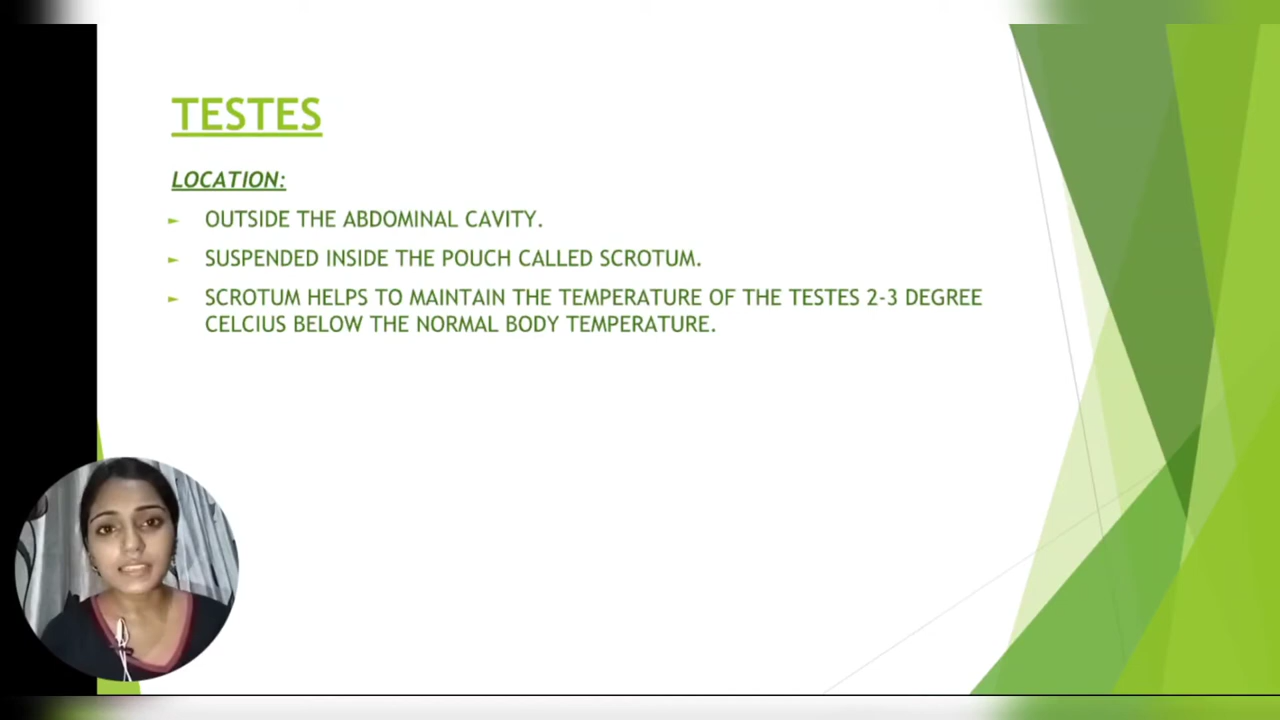 TESTES
LOCATION:
► OUTSIDE THE ABDOMINAL CAVITY.
► SUSPENDED INSIDE THE POUCH CALLED SCROTUM.
► SCROTUM HELPS TO MAINTAIN THE TEMPERATURE OF THE TESTES 2-3 DEGREE
CELCIUS BELOW THE NORMAL BODY TEMPERATURE.